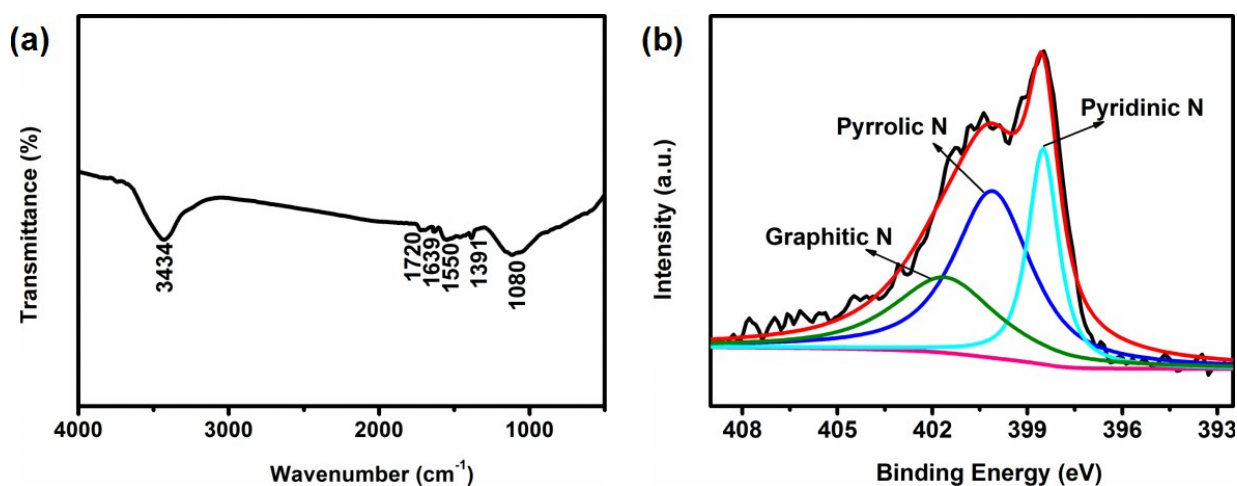 (a)
Transmittance (%)
3434
1720
1639
1550
1391
1080
4000
3000
2000
1000
Wavenumber (cm⁻¹)
(b)
Intensity (a.u.)
Pyrrolic N
Pyridinic N
Graphitic N
408
405
402
399
396
393
Binding Energy (eV)